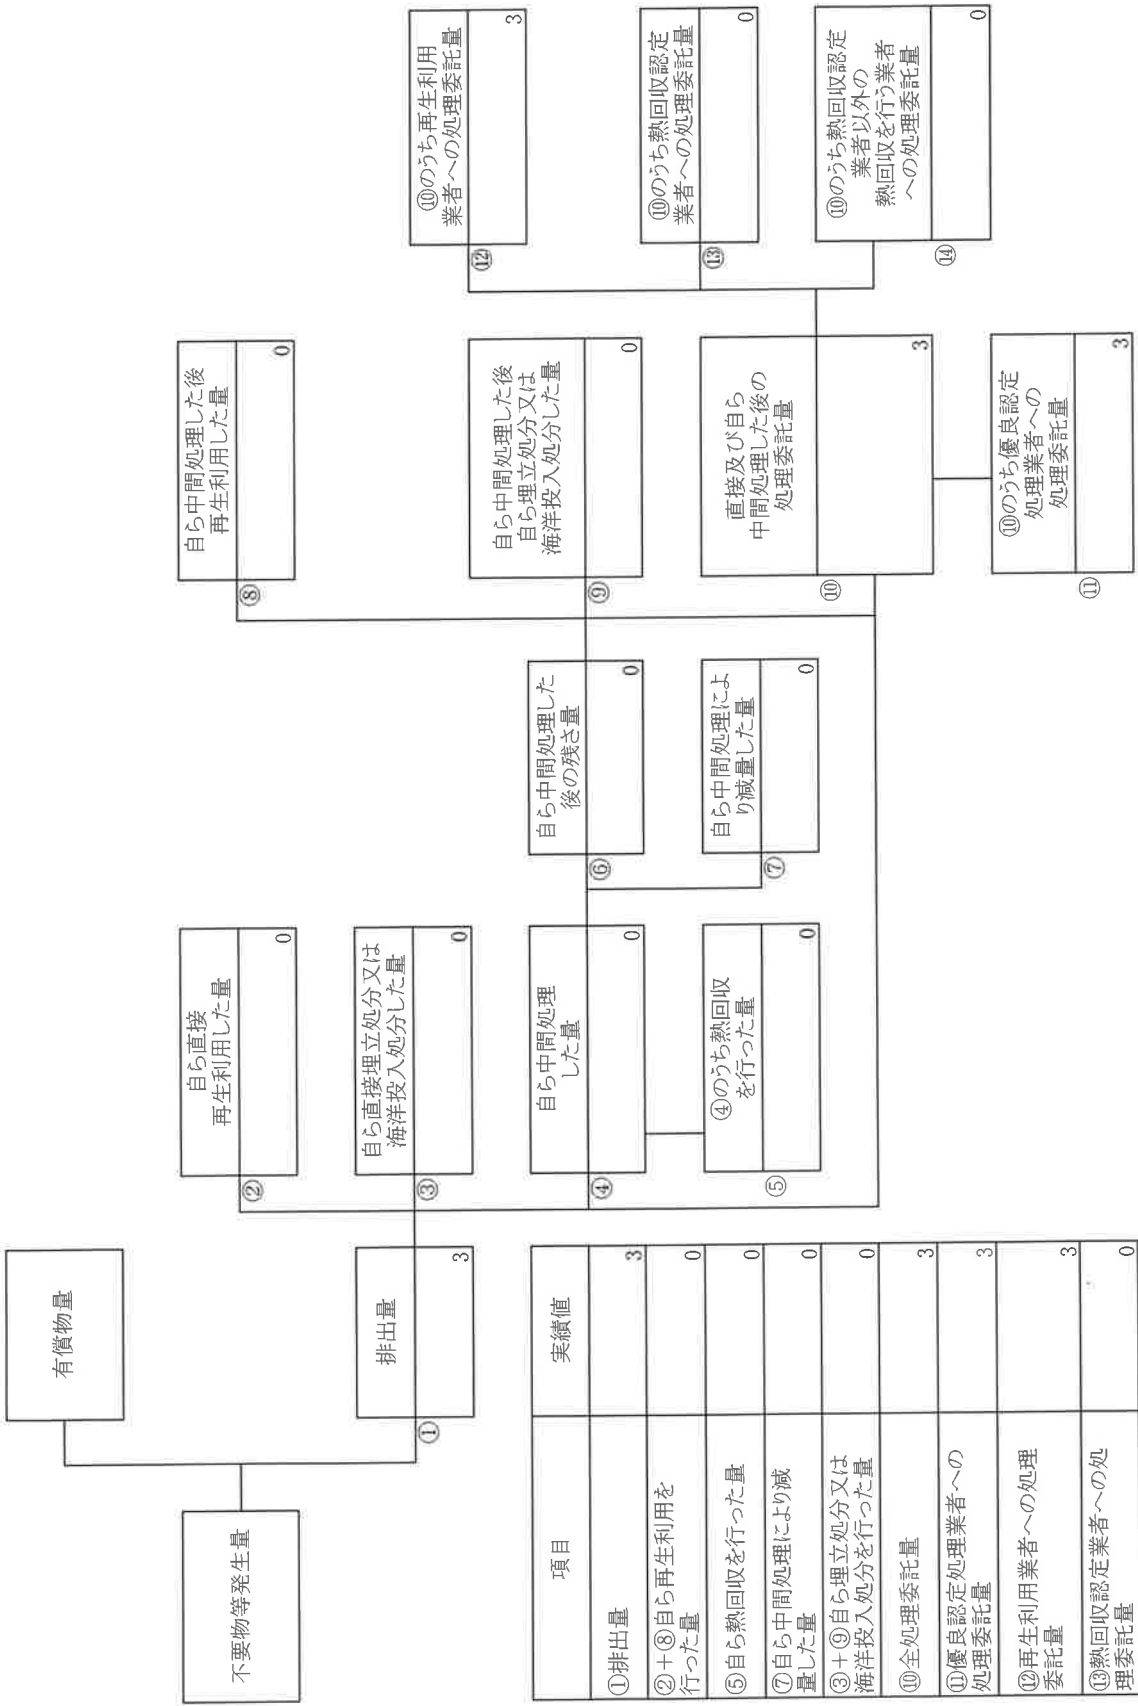 不要物等発生量
有償物量
排出量
①
3
自ら直接
再生利用した量
②
0
自ら直接埋立処分又は
海洋投入処分した量
③
0
自ら中間処理
した量
④
0
④のうち熱回収
を行った量
⑤
0
自ら中間処理した
後の残さ量
⑥
0
自ら中間処理によ
り減量した量
⑦
0
自ら中間処理した後
再生利用した量
⑧
0
自ら中間処理した後
自ら埋立処分又は
海洋投入処分した量
⑨
0
直接及び自ら
中間処理した後の
処理委託量
⑩
3
⑩のうち優良認定
処理業者への
処理委託量
⑪
3
⑩のうち再生利用
業者への処理委託量
⑫
3
⑩のうち熱回収認定
業者への処理委託量
⑬
0
⑩のうち熱回収認定
業者以外の
熱回収を行う業者
への処理委託量
⑭
0
項目 実績値
①排出量 3
②+⑧自ら再生利用を
行った量 0
⑤自ら熱回収を行った量 0
⑦自ら中間処理により減
量した量 0
③+⑨自ら埋立処分又は
海洋投入処分を行った量 0
⑩全処理委託量 3
⑪優良認定処理業者への
処理委託量 3
⑫再生利用業者への処理
委託量 3
⑬熱回収認定業者への処
理委託量 0